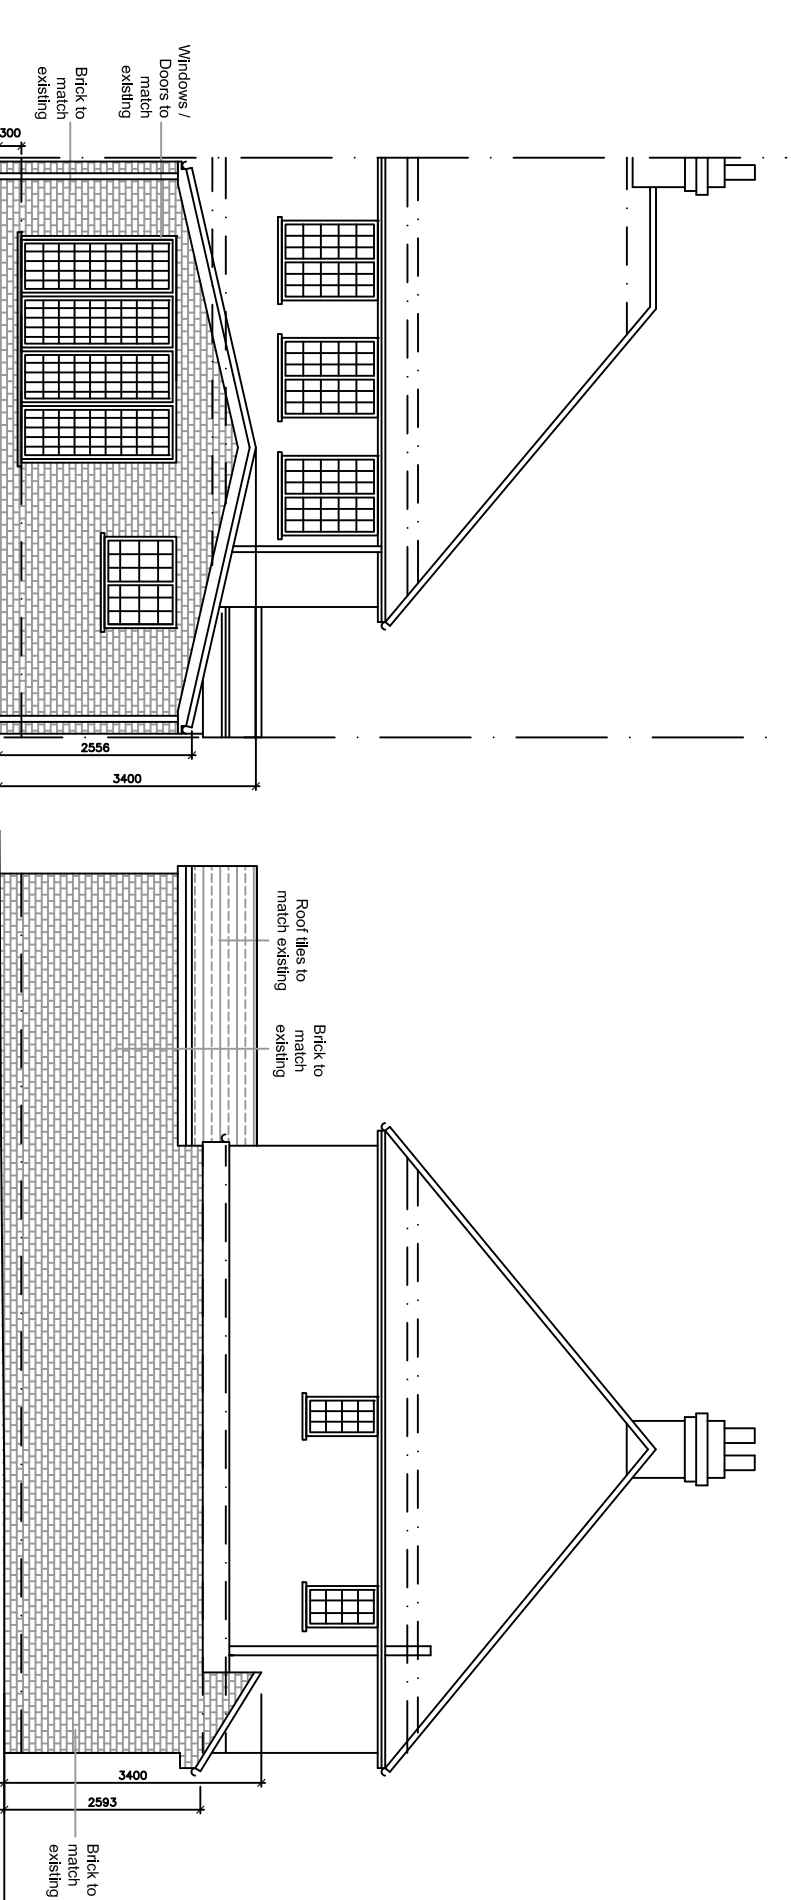 Windows /
Doors to
match
existing
Brick to
match
existing
300
2556
3400
Roof tiles to
match existing
Brick to
match
existing
3400
2593
Brick to
match
existing